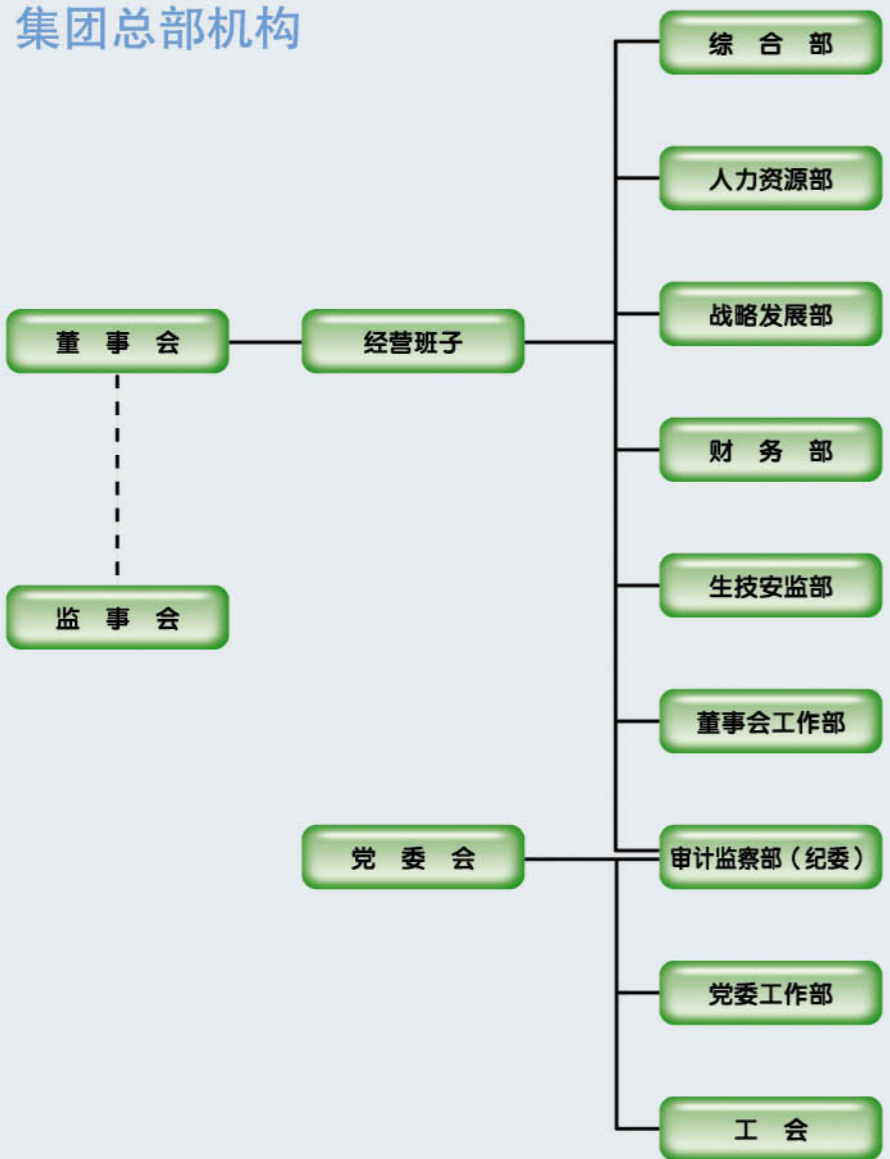 集团总部机构
综 合 部
人力资源部
战略发展部
董 事 会
经营班子
财 务 部
生技安监部
监 事 会
董事会工作部
党 委 会
审计监察部（纪委）
党委工作部
工 会